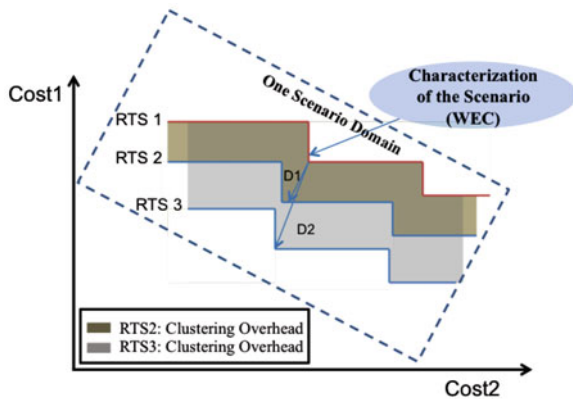 Cost1
One Scenario Domain
Characterization
of the Scenario
(WEC)
RTS 1
RTS 2
D1
RTS 3
D2
RTS2: Clustering Overhead
RTS3: Clustering Overhead
Cost2